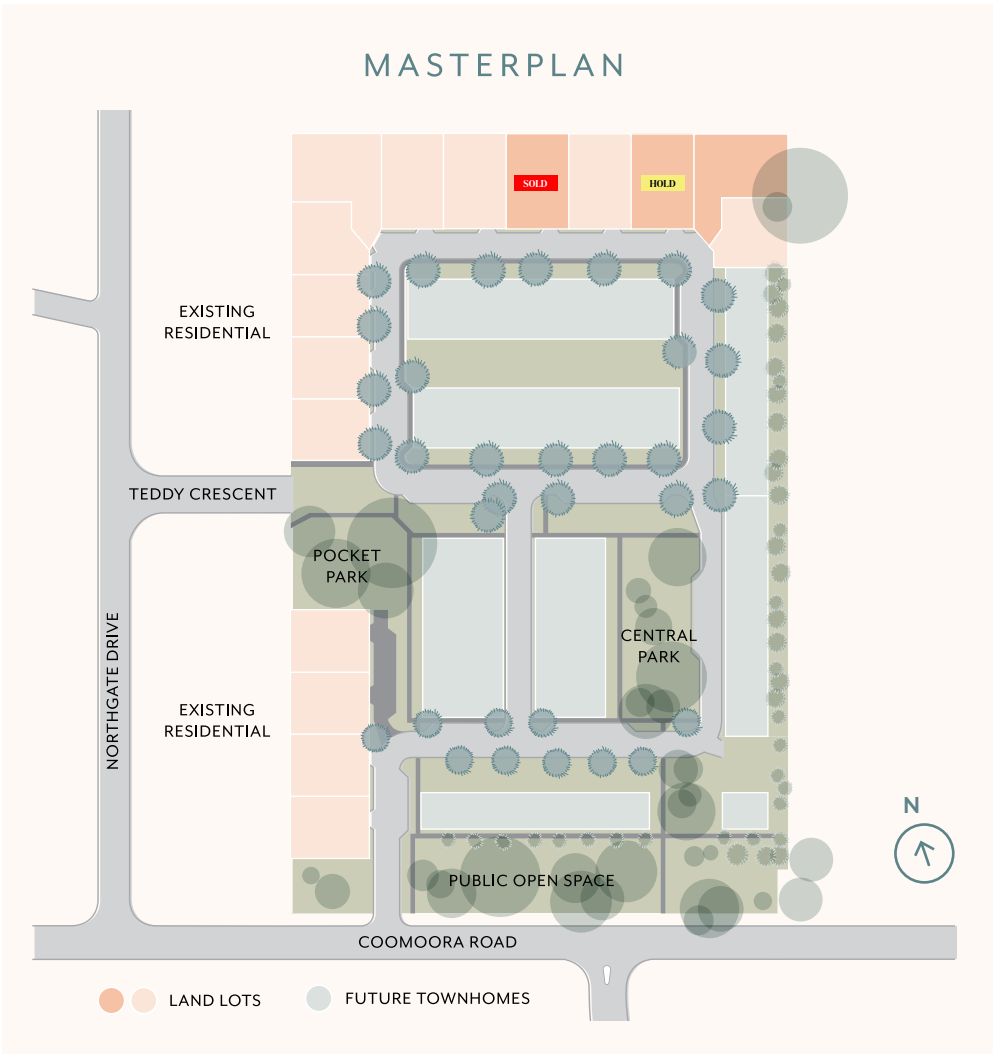 MASTERPLAN
SOLD
HOLD
EXISTING
RESIDENTIAL
TEDDY CRESCENT
POCKET
PARK
CENTRAL
PARK
NORTHGATE DRIVE
EXISTING
RESIDENTIAL
N
PUBLIC OPEN SPACE
COOMOORA ROAD
LAND LOTS
FUTURE TOWNHOMES